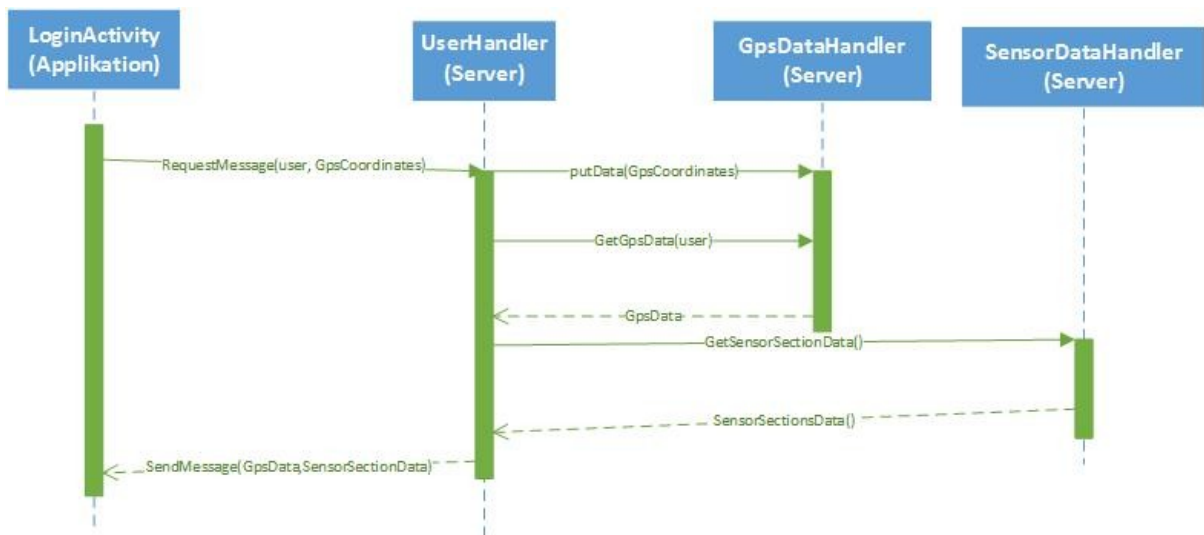 LoginActivity
(Applikation)
UserHandler
(Server)
GpsDataHandler
(Server)
SensorDataHandler
(Server)
RequestMessage(user, GpsCoordinates)
putData(GpsCoordinates)
GetGpsData(user)
GpsData
GetSensorSectionData()
SensorSectionsData()
SendMessage(GpsData,SensorSectionData)